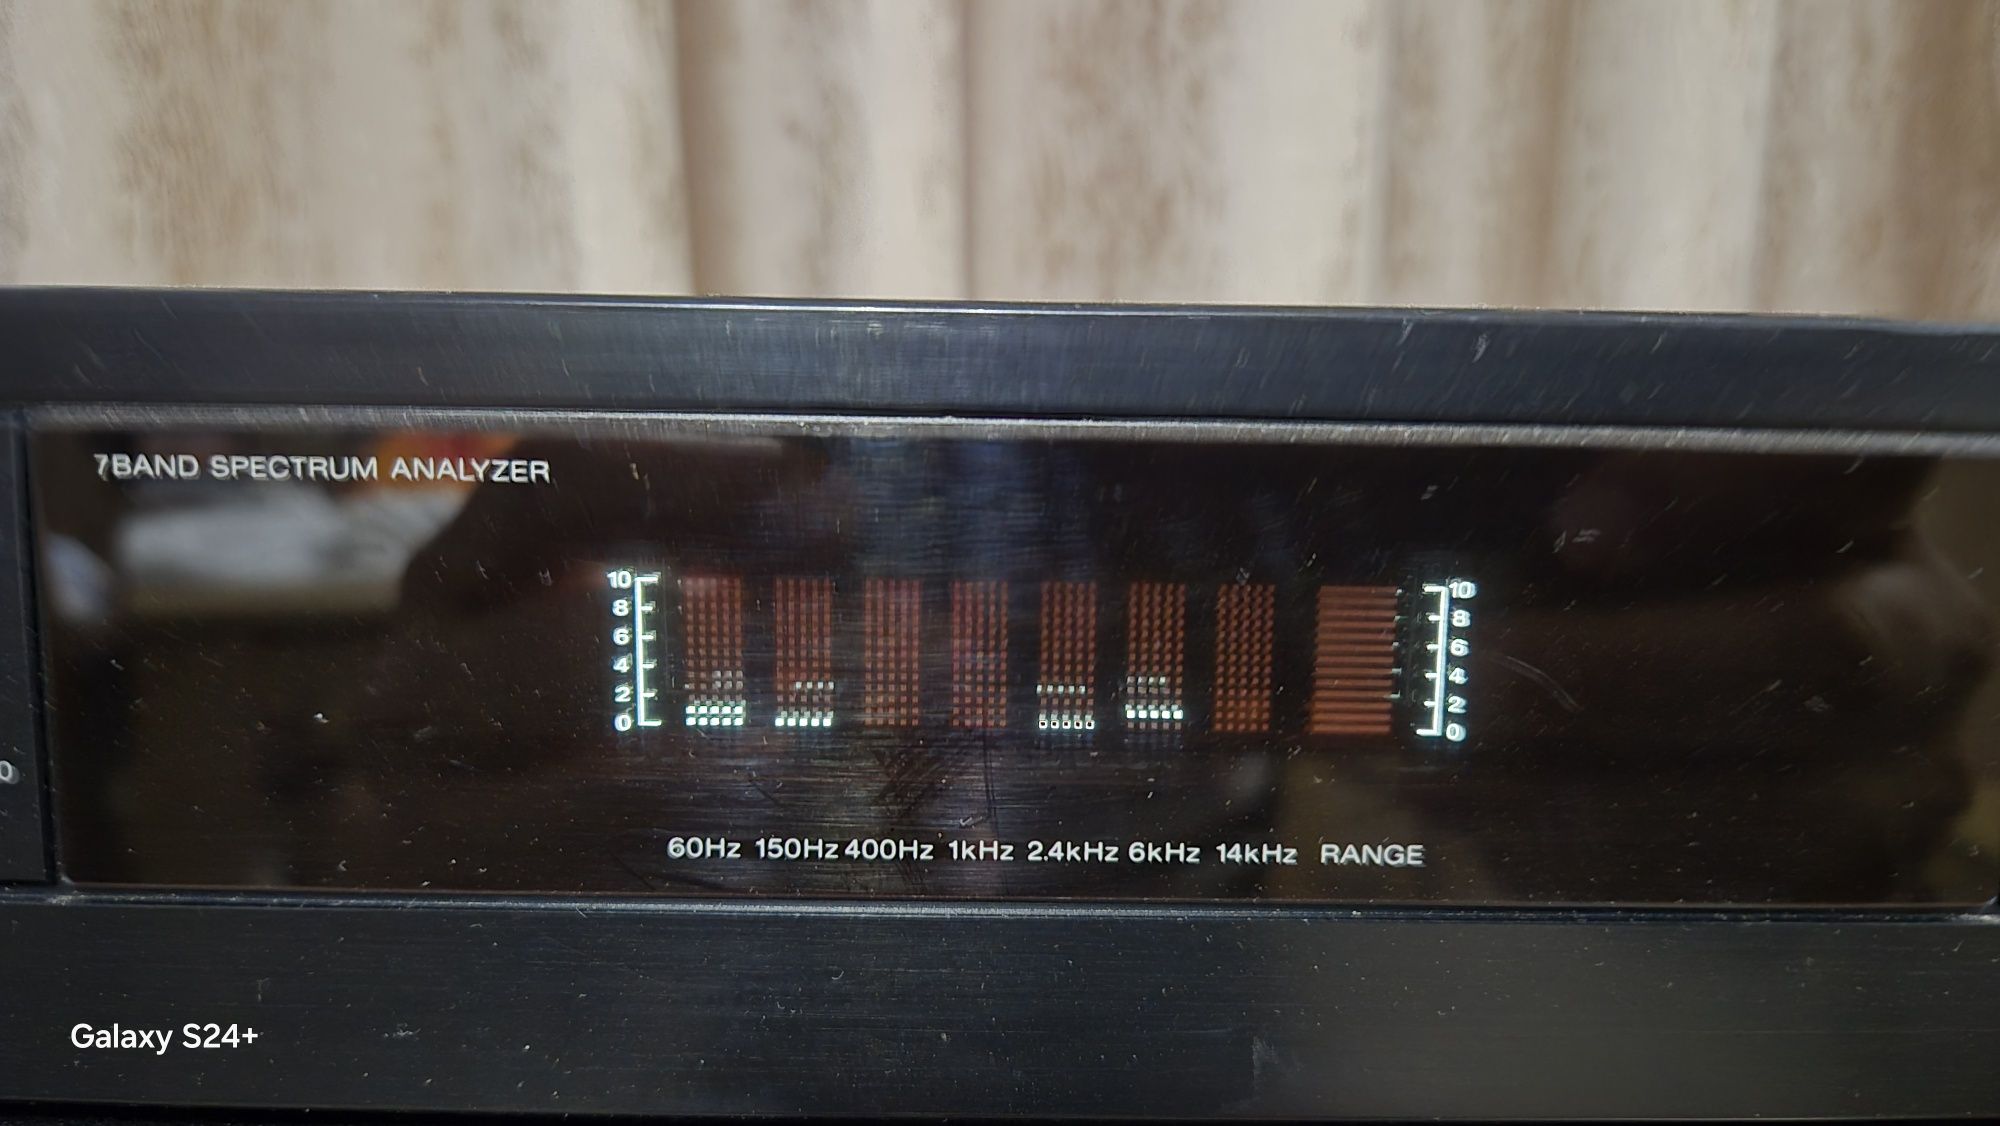 7BAND SPECTRUM ANALYZER
10 10
8 8
6 6
4 4
2 2
0 0
0
60Hz 150Hz 400Hz 1kHz 2.4kHz 6kHz 14kHz RANGE
Galaxy S24+